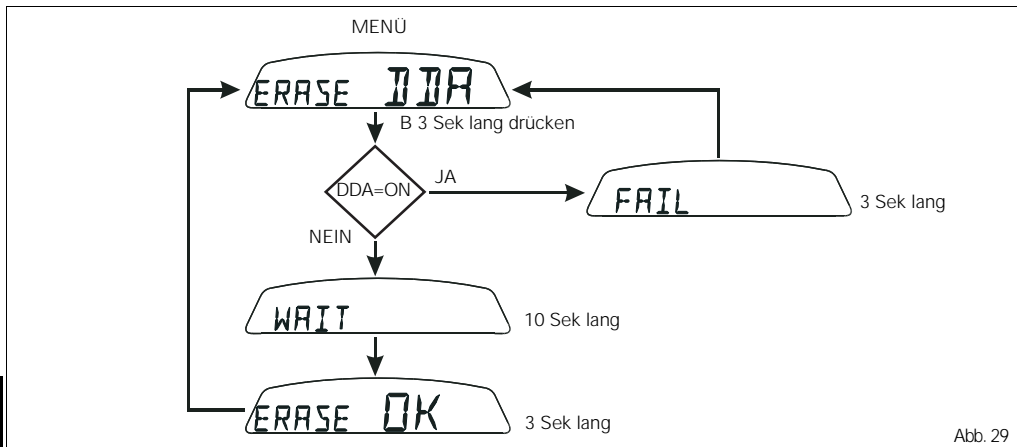 MENÜ
ERASE DDA
B 3 Sek lang drücken
DDA=ON
JA
FAIL
3 Sek lang
NEIN
WAIT
10 Sek lang
ERASE OK
3 Sek lang
Abb. 29